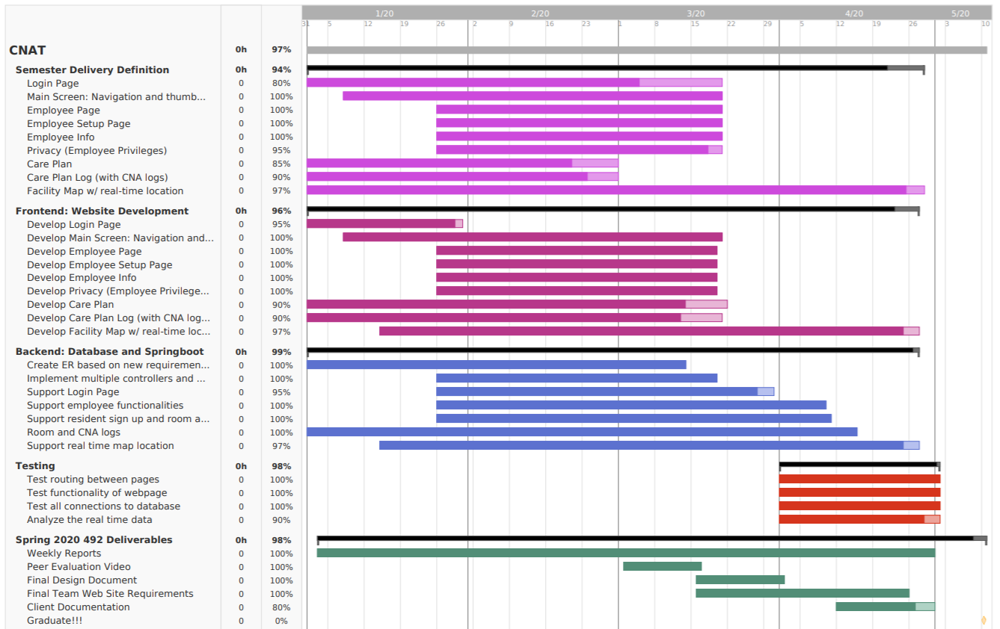 1/20 2/20 3/20 4/20 5/20
31 5 12 19 26 2 9 16 23 1 8 15 22 29 5 12 19 26 3 10
CNAT 0h 97%
Semester Delivery Definition 0h 94%
Login Page 0 80%
Main Screen: Navigation and thumb... 0 100%
Employee Page 0 100%
Employee Setup Page 0 100%
Employee Info 0 100%
Privacy (Employee Privileges) 0 95%
Care Plan 0 85%
Care Plan Log (with CNA logs) 0 90%
Facility Map w/ real-time location 0 97%
Frontend: Website Development 0h 96%
Develop Login Page 0 95%
Develop Main Screen: Navigation and... 0 100%
Develop Employee Page 0 100%
Develop Employee Setup Page 0 100%
Develop Employee Info 0 100%
Develop Privacy (Employee Privilege... 0 100%
Develop Care Plan 0 90%
Develop Care Plan Log (with CNA log... 0 90%
Develop Facility Map w/ real-time loc... 0 97%
Backend: Database and Springboot 0h 99%
Create ER based on new requiremen... 0 100%
Implement multiple controllers and ... 0 100%
Support Login Page 0 95%
Support employee functionalities 0 100%
Support resident sign up and room a... 0 100%
Room and CNA logs 0 100%
Support real time map location 0 97%
Testing 0h 98%
Test routing between pages 0 100%
Test functionality of webpage 0 100%
Test all connections to database 0 100%
Analyze the real time data 0 90%
Spring 2020 492 Deliverables 0h 98%
Weekly Reports 0 100%
Peer Evaluation Video 0 100%
Final Design Document 0 100%
Final Team Web Site Requirements 0 100%
Client Documentation 0 80%
Graduate!!! 0 0%